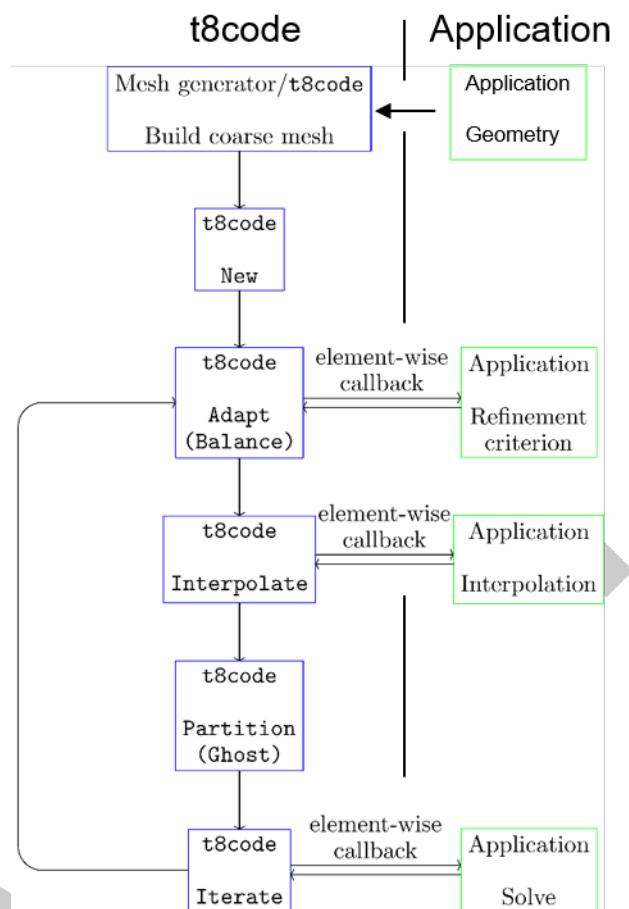 t8code
Application
Mesh generator/t8code
Build coarse mesh
Application
Geometry
t8code
New
t8code
Adapt
(Balance)
element-wise
callback
Application
Refinement
criterion
t8code
Interpolate
element-wise
callback
Application
Interpolation
t8code
Partition
(Ghost)
t8code
Iterate
element-wise
callback
Application
Solve